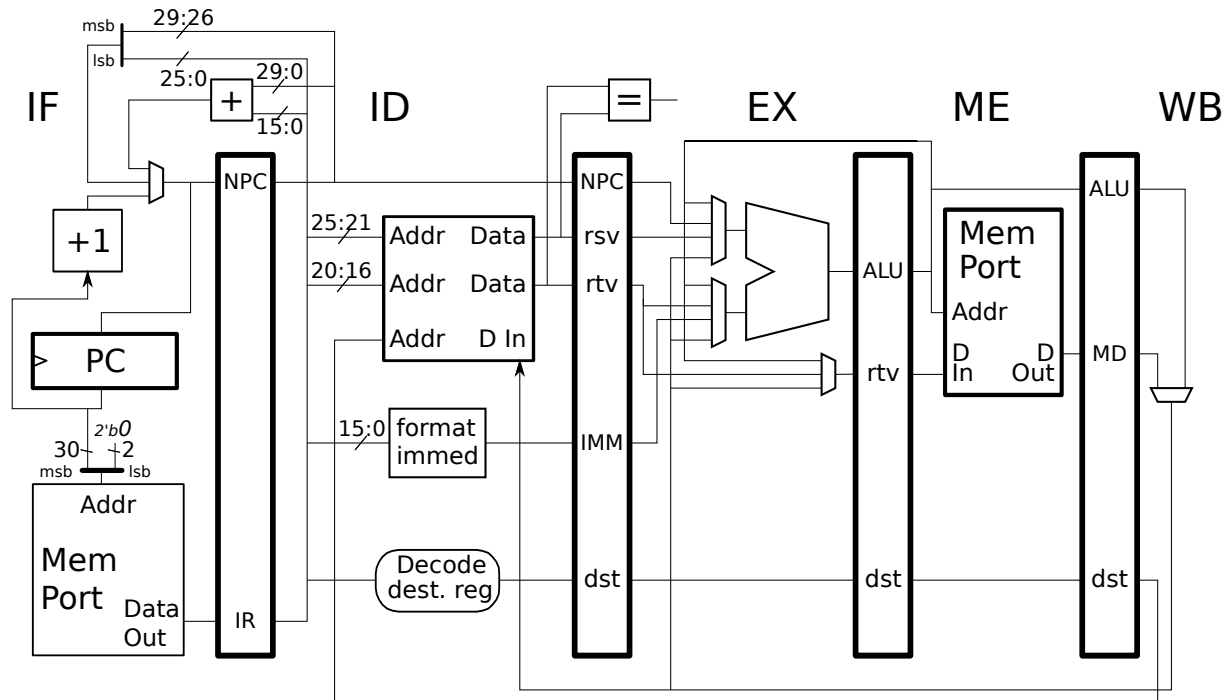 29:26
msb
lsb
25:0
29:0
+
15:0
IF
ID
=
EX
ME
WB
NPC
NPC
ALU
+1
25:21
Addr
Data
rsv
Mem
Port
20:16
Addr
Data
rtv
ALU
Addr
Addr
D In
PC
D
In
D
Out
MD
rtv
2'b0
30
2
msb
lsb
15:0
format
immed
IMM
Addr
Mem
Port
Data
Out
IR
Decode
dest. reg
dst
dst
dst